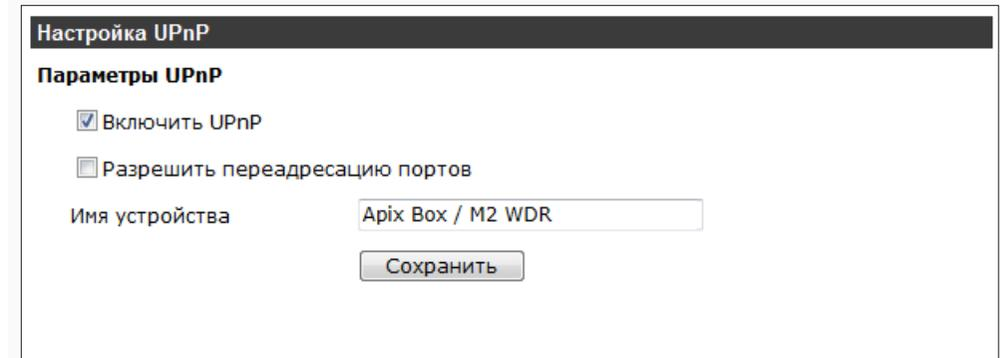 Настройка UPnP
Параметры UPnP
Включить UPnP
Разрешить переадресацию портов
Имя устройства Apix Box / M2 WDR
Сохранить